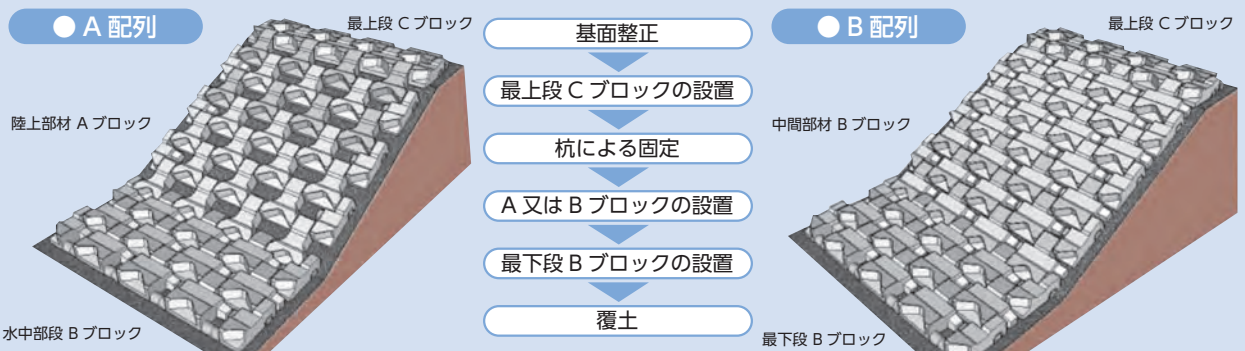 ● A 配列
最上段 C ブロック
陸上部材 A ブロック
水中部段 B ブロック
基面整正
最上段 C ブロックの設置
杭による固定
A 又は B ブロックの設置
最下段 B ブロックの設置
覆土
● B 配列
最上段 C ブロック
中間部材 B ブロック
最下段 B ブロック